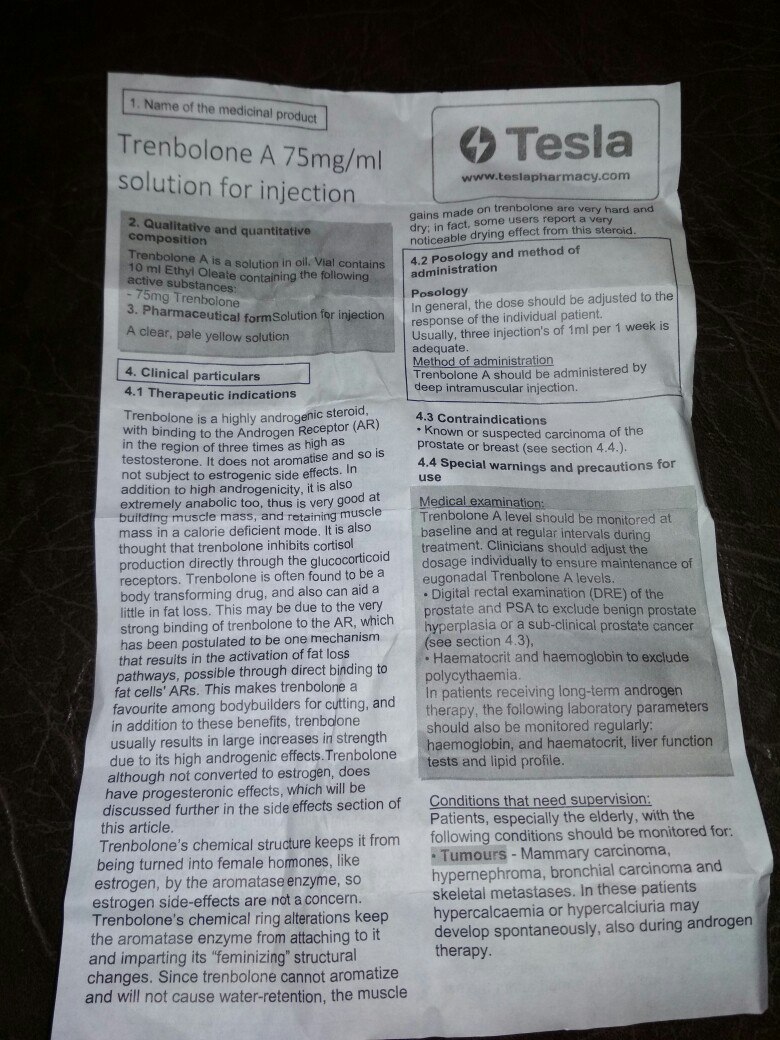 1. Name of the medicinal product
Trenbolone A 75mg/ml
solution for injection
Tesla
www.teslapharmacy.com
2. Qualitative and quantitative
composition
Trenbolone A is a solution in oil. Vial contains
10 ml Ethyl Oleate containing the following
active substances:
- 75mg Trenbolone
3. Pharmaceutical formSolution for injection
A clear, pale yellow solution
4. Clinical particulars
4.1 Therapeutic indications
Trenbolone is a highly androgenic steroid,
with binding to the Androgen Receptor (AR)
in the region of three times as high as
testosterone. It does not aromatise and so is
not subject to estrogenic side effects. In
addition to high androgenicity, it is also
extremely anabolic too, thus is very good at
building muscle mass, and retaining muscle
mass in a calorie deficient mode. It is also
thought that trenbolone inhibits cortisol
production directly through the glucocorticoid
receptors. Trenbolone is often found to be a
body transforming drug, and also can aid a
little in fat loss. This may be due to the very
strong binding of trenbolone to the AR, which
has been postulated to be one mechanism
that results in the activation of fat loss
pathways, possible through direct binding to
fat cells' ARs. This makes trenbolone a
favourite among bodybuilders for cutting, and
in addition to these benefits, trenbolone
usually results in large increases in strength
due to its high androgenic effects.Trenbolone
although not converted to estrogen, does
have progesteronic effects, which will be
discussed further in the side effects section of
this article.
Trenbolone's chemical structure keeps it from
being turned into female hormones, like
estrogen, by the aromatase enzyme, so
estrogen side-effects are not a concern.
Trenbolone's chemical ring alterations keep
the aromatase enzyme from attaching to it
and imparting its "feminizing" structural
changes. Since trenbolone cannot aromatize
and will not cause water-retention, the muscle
gains made on trenbolone are very hard and
dry; in fact, some users report a very
noticeable drying effect from this steroid.
4.2 Posology and method of
administration
Posology
In general, the dose should be adjusted to the
response of the individual patient.
Usually, three injection's of 1ml per 1 week is
adequate.
Method of administration
Trenbolone A should be administered by
deep intramuscular injection.
4.3 Contraindications
• Known or suspected carcinoma of the
prostate or breast (see section 4.4.).
4.4 Special warnings and precautions for
use
Medical examination:
Trenbolone A level should be monitored at
baseline and at regular intervals during
treatment. Clinicians should adjust the
dosage individually to ensure maintenance of
eugonadal Trenbolone A levels.
• Digital rectal examination (DRE) of the
prostate and PSA to exclude benign prostate
hyperplasia or a sub-clinical prostate cancer
(see section 4.3),
• Haematocrit and haemoglobin to exclude
polycythaemia.
In patients receiving long-term androgen
therapy, the following laboratory parameters
should also be monitored regularly:
haemoglobin, and haematocrit, liver function
tests and lipid profile.
Conditions that need supervision:
Patients, especially the elderly, with the
following conditions should be monitored for:
• Tumours - Mammary carcinoma,
hypernephroma, bronchial carcinoma and
skeletal metastases. In these patients
hypercalcaemia or hypercalciuria may
develop spontaneously, also during androgen
therapy.